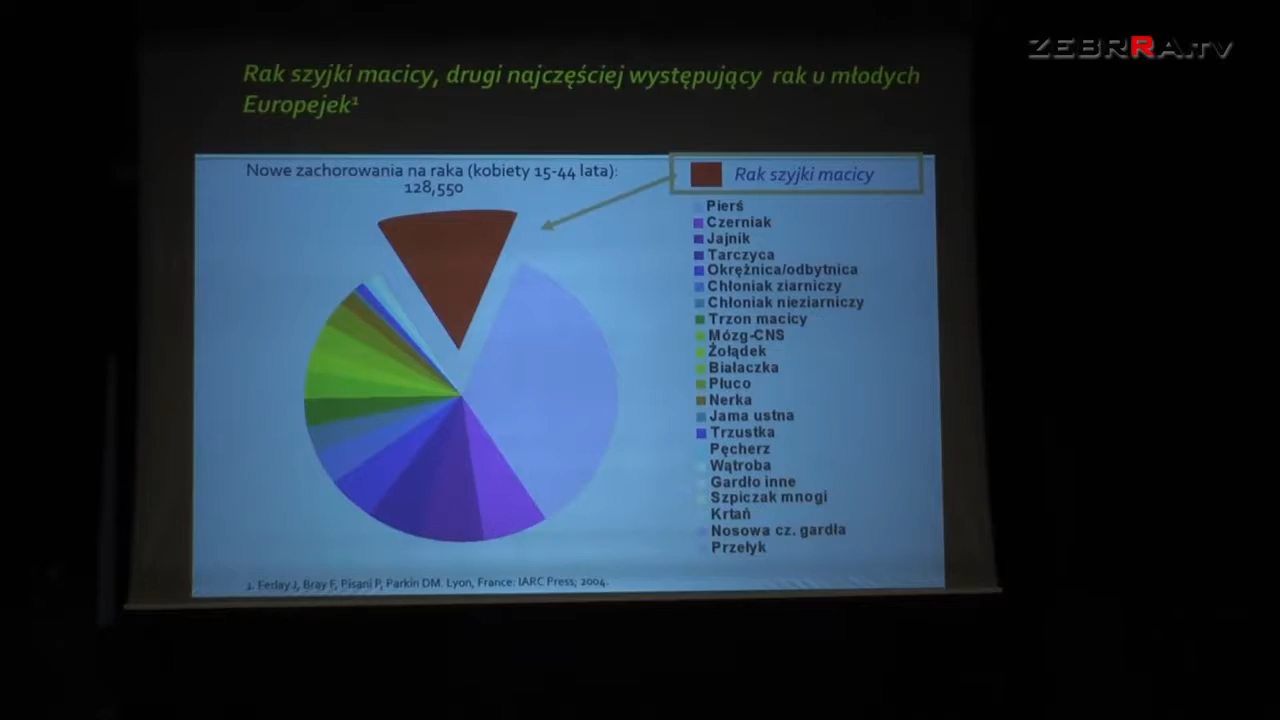 ZEBRRA.TV
Rak szyjki macicy, drugi najczęściej występujący rak u młodych
Europejek¹
Nowe zachorowania na raka (kobiety 15-44 lata):
128,550
Rak szyjki macicy
Pierś
Czerniak
Jajnik
Tarczyca
Okrężnica/odbytnica
Chłoniak ziarniczy
Chłoniak nieziarniczy
Trzon macicy
Mózg-CNS
Żołądek
Białaczka
Płuco
Nerka
Jama ustna
Trzustka
Pęcherz
Wątroba
Gardło inne
Szpiczak mnogi
Krtań
Nosowa cz. gardła
Przełyk
1. Ferlay J, Bray F, Pisani P, Parkin DM. Lyon, France: IARC Press; 2004.